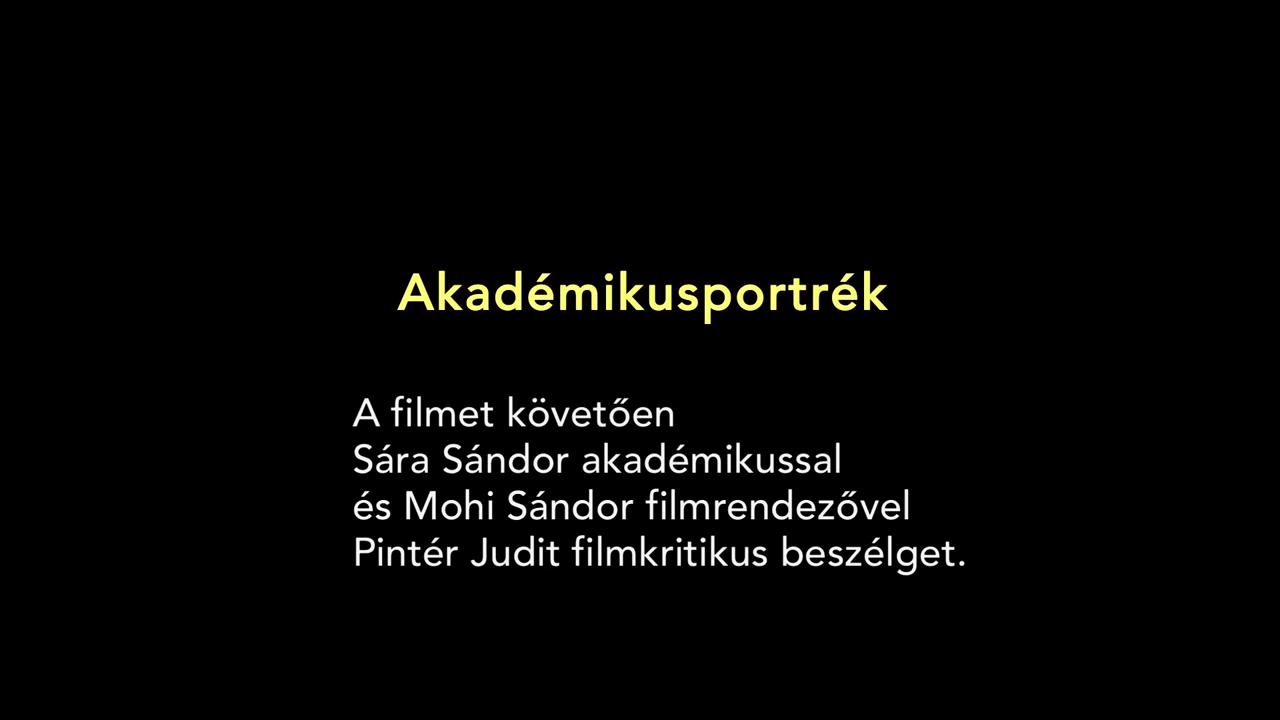 Akadémikusportrék
A filmet követően
Sára Sándor akadémikussal
és Mohi Sándor filmrendezővel
Pintér Judit filmkritikus beszélget.